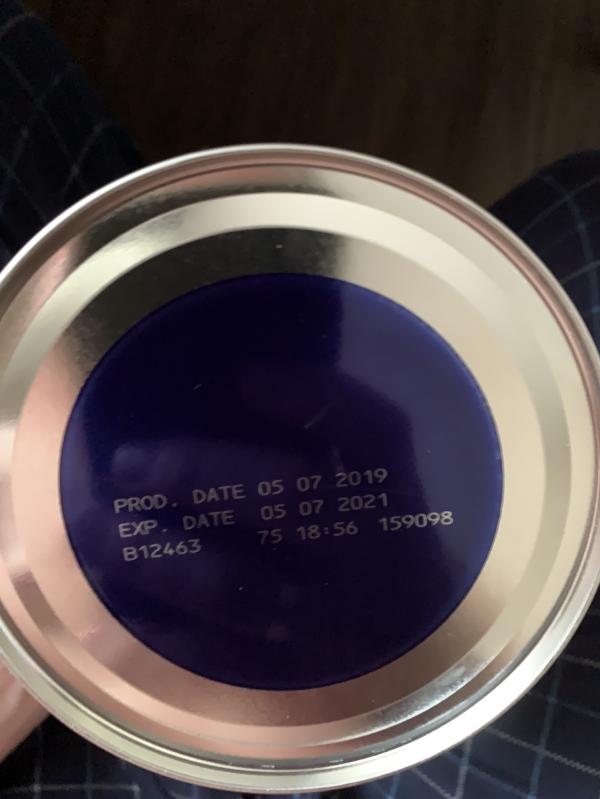 PROD. DATE 05 07 2019
EXP. DATE 05 07 2021
B12463 75 18:56 159098